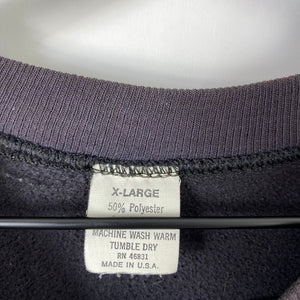 X-LARGE
50% Polyester
MACHINE WASH WARM
TUMBLE DRY
RN 46831
MADE IN U.S.A.